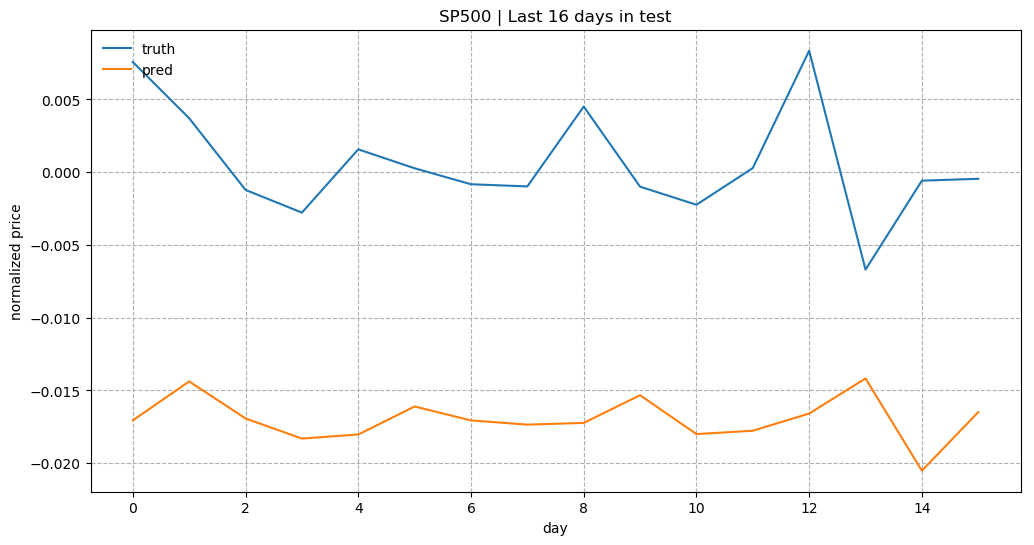 SP500 | Last 16 days in test
truth
pred
0.005
0.000
−0.005
−0.010
−0.015
−0.020
normalized price
0 2 4 6 8 10 12 14
day